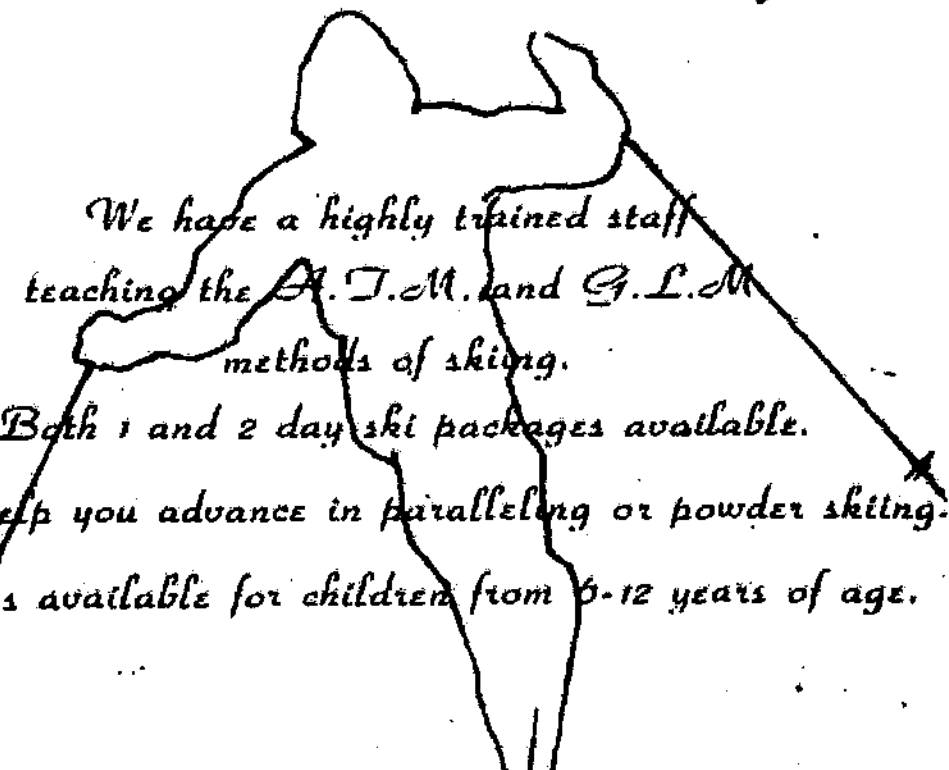 We have a highly trained staff
teaching the A.T.M. and G.L.M
methods of skiing.
Both 1 and 2 day ski packages available.
elp you advance in paralleling or powder skiing.
s available for children from 6-12 years of age.